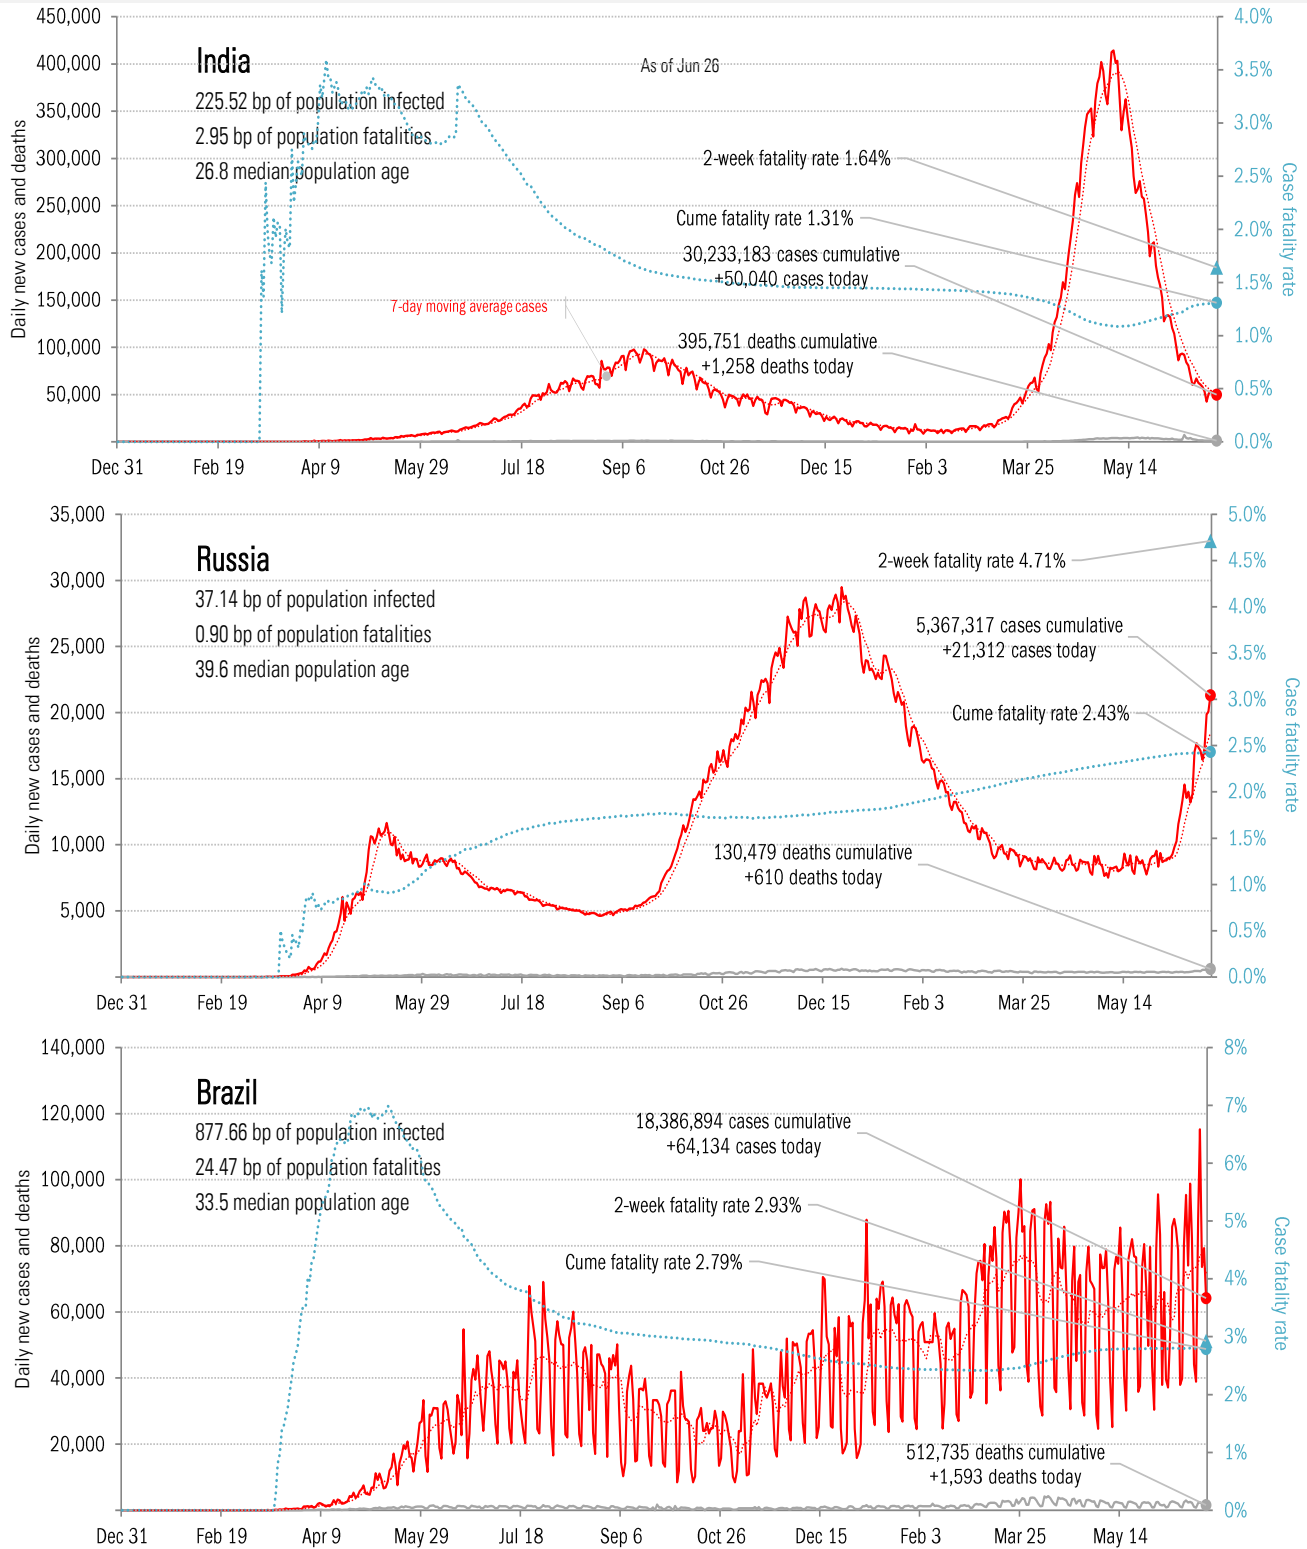 450,000
400,000
350,000
300,000
250,000
200,000
150,000
100,000
50,000
Daily new cases and deaths
4.0%
3.5%
3.0%
2.5%
2.0%
1.5%
1.0%
0.5%
0.0%
Case fatality rate
India
225.52 bp of population infected
2.95 bp of population fatalities
26.8 median population age
As of Jun 26
2-week fatality rate 1.64%
Cume fatality rate 1.31%
30,233,183 cases cumulative
+50,040 cases today
7-day moving average cases
395,751 deaths cumulative
+1,258 deaths today
Dec 31 Feb 19 Apr 9 May 29 Jul 18 Sep 6 Oct 26 Dec 15 Feb 3 Mar 25 May 14
35,000
30,000
25,000
20,000
15,000
10,000
5,000
Daily new cases and deaths
5.0%
4.5%
4.0%
3.5%
3.0%
2.5%
2.0%
1.5%
1.0%
0.5%
0.0%
Case fatality rate
Russia
37.14 bp of population infected
0.90 bp of population fatalities
39.6 median population age
2-week fatality rate 4.71%
5,367,317 cases cumulative
+21,312 cases today
Cume fatality rate 2.43%
130,479 deaths cumulative
+610 deaths today
Dec 31 Feb 19 Apr 9 May 29 Jul 18 Sep 6 Oct 26 Dec 15 Feb 3 Mar 25 May 14
140,000
120,000
100,000
80,000
60,000
40,000
20,000
Daily new cases and deaths
8%
7%
6%
5%
4%
3%
2%
1%
0%
Case fatality rate
Brazil
877.66 bp of population infected
24.47 bp of population fatalities
33.5 median population age
18,386,894 cases cumulative
+64,134 cases today
2-week fatality rate 2.93%
Cume fatality rate 2.79%
512,735 deaths cumulative
+1,593 deaths today
Dec 31 Feb 19 Apr 9 May 29 Jul 18 Sep 6 Oct 26 Dec 15 Feb 3 Mar 25 May 14